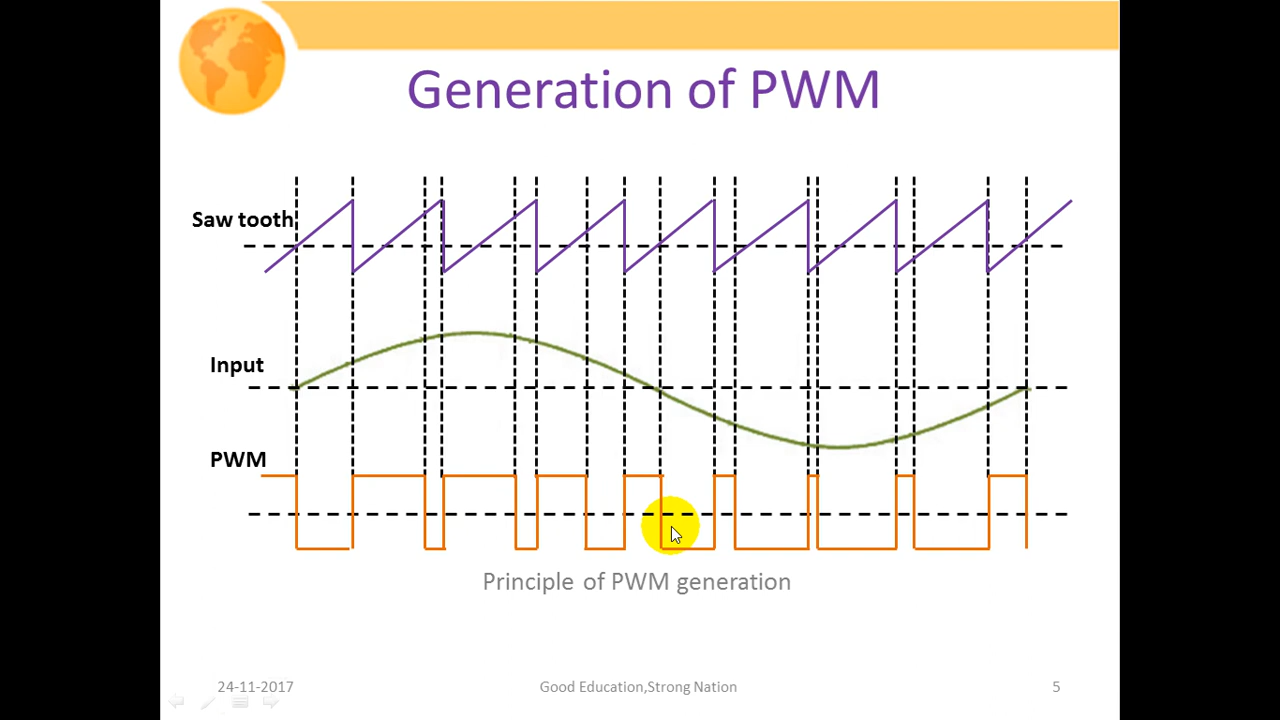 Generation of PWM
Saw tooth
Input
PWM
Principle of PWM generation
24-11-2017
Good Education,Strong Nation
5